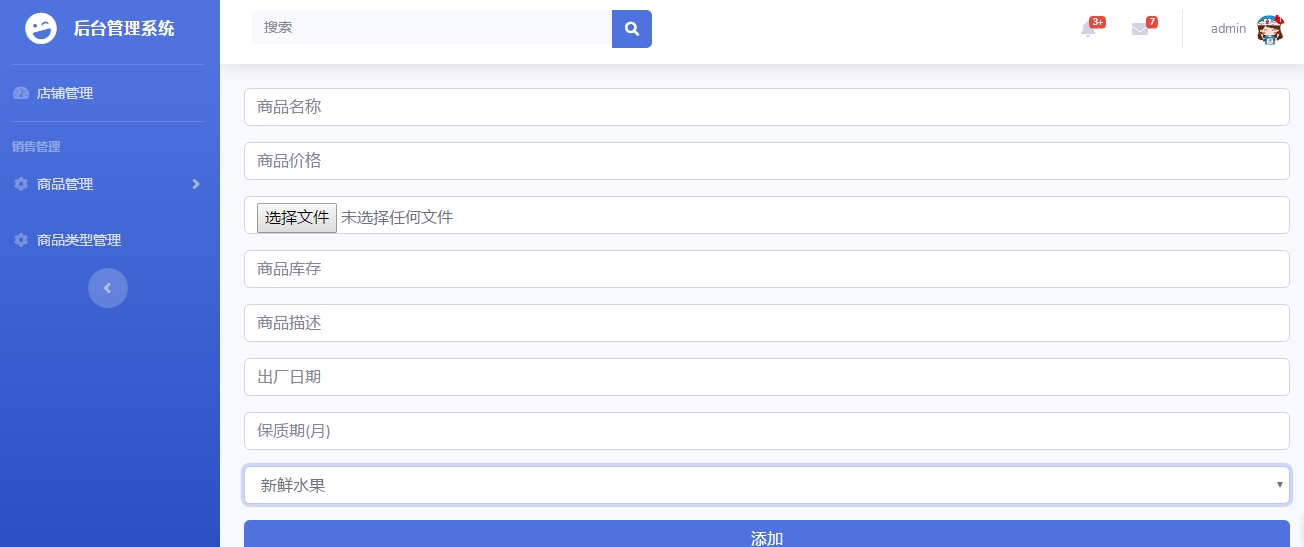 后台管理系统
搜索
3+
7
admin
店铺管理
销售管理
商品管理
商品类型管理
商品名称
商品价格
选择文件 未选择任何文件
商品库存
商品描述
出厂日期
保质期(月)
新鲜水果
添加